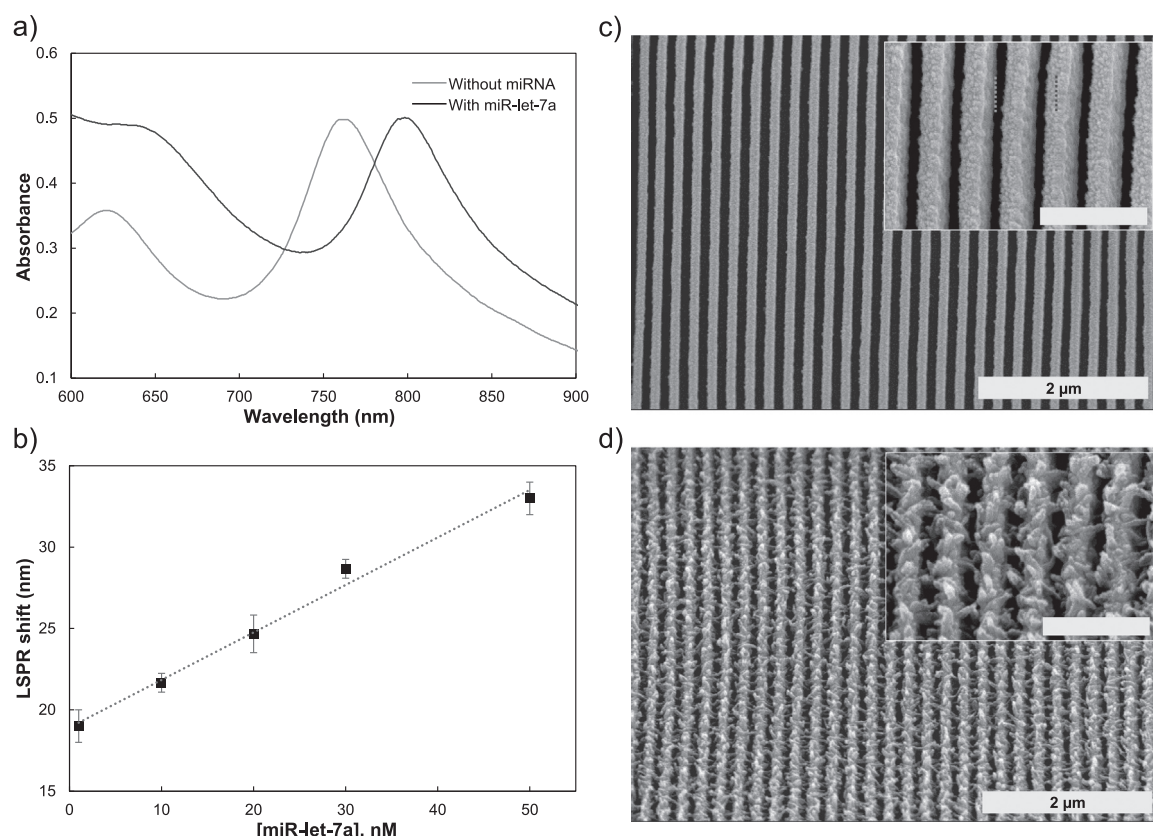 a)
0.6
0.5
0.4
0.3
0.2
0.1
Absorbance
Without miRNA
With miR-let-7a
600
650
700
750
800
850
900
Wavelength (nm)
b)
35
30
25
20
15
LSPR shift (nm)
0
10
20
30
40
50
[miR-let-7a], nM
c)
2 µm
d)
2 µm